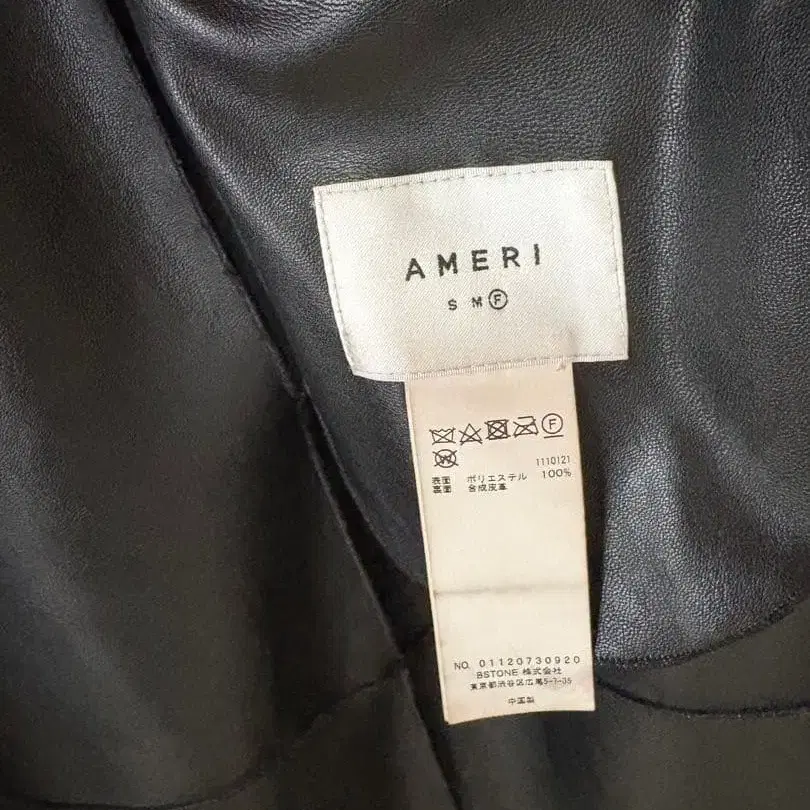 AMERI
S M Ⓕ
Ⓕ
W
1110121
表面 ポリエステル 100%
裏面 合成皮革
NO. 01120730920
BSTONE 株式会社
東京都渋谷区広尾5-7-35
中国製